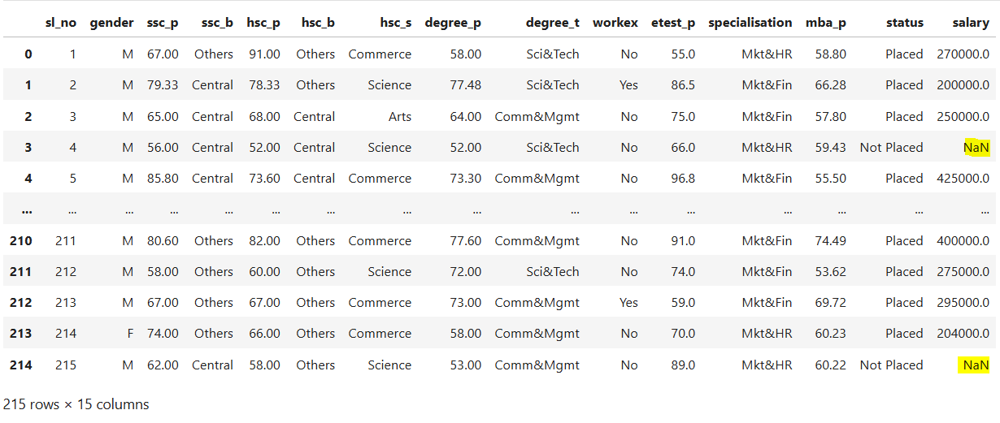 sl_no gender ssc_p ssc_b hsc_p hsc_b hsc_s degree_p degree_t workex etest_p specialisation mba_p status salary
0 1 M 67.00 Others 91.00 Others Commerce 58.00 Sci&Tech No 55.0 Mkt&HR 58.80 Placed 270000.0
1 2 M 79.33 Central 78.33 Others Science 77.48 Sci&Tech Yes 86.5 Mkt&Fin 66.28 Placed 200000.0
2 3 M 65.00 Central 68.00 Central Arts 64.00 Comm&Mgmt No 75.0 Mkt&Fin 57.80 Placed 250000.0
3 4 M 56.00 Central 52.00 Central Science 52.00 Sci&Tech No 66.0 Mkt&HR 59.43 Not Placed NaN
4 5 M 85.80 Central 73.60 Central Commerce 73.30 Comm&Mgmt No 96.8 Mkt&Fin 55.50 Placed 425000.0
... ... ... ... ... ... ... ... ... ... ... ... ... ... ... ...
210 211 M 80.60 Others 82.00 Others Commerce 77.60 Comm&Mgmt No 91.0 Mkt&Fin 74.49 Placed 400000.0
211 212 M 58.00 Others 60.00 Others Science 72.00 Sci&Tech No 74.0 Mkt&Fin 53.62 Placed 275000.0
212 213 M 67.00 Others 67.00 Others Commerce 73.00 Comm&Mgmt Yes 59.0 Mkt&Fin 69.72 Placed 295000.0
213 214 F 74.00 Others 66.00 Others Commerce 58.00 Comm&Mgmt No 70.0 Mkt&HR 60.23 Placed 204000.0
214 215 M 62.00 Central 58.00 Others Science 53.00 Comm&Mgmt No 89.0 Mkt&HR 60.22 Not Placed NaN
215 rows × 15 columns